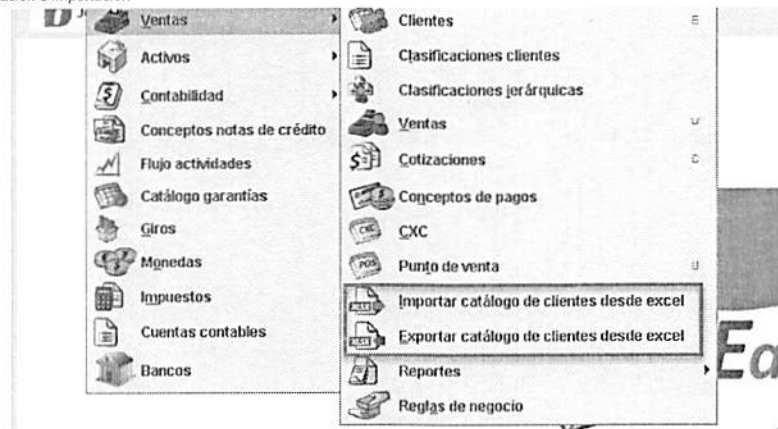 Ventas
Activos
Contabilidad
Conceptos notas de crédito
Flujo actividades
Catálogo garantías
Giros
Monedas
Impuestos
Cuentas contables
Bancos
Clientes
Clasificaciones clientes
Clasificaciones jerárquicas
Ventas
Cotizaciones
Conceptos de pagos
CXC
CXC
Punto de venta
POS
Importar catálogo de clientes desde excel
Exportar catálogo de clientes desde excel
Reportes
Reglas de negocio